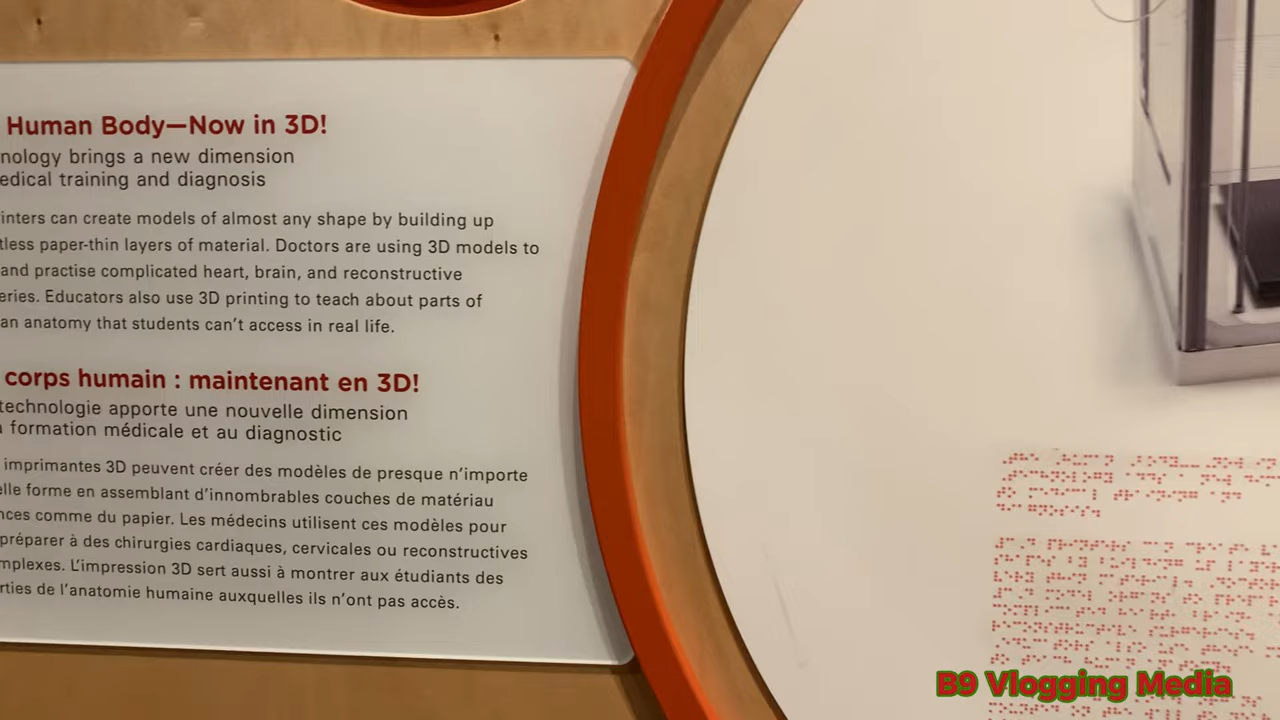 Human Body—Now in 3D!
nology brings a new dimension
edical training and diagnosis
inters can create models of almost any shape by building up
tless paper-thin layers of material. Doctors are using 3D models to
and practise complicated heart, brain, and reconstructive
eries. Educators also use 3D printing to teach about parts of
an anatomy that students can't access in real life.
corps humain : maintenant en 3D!
technologie apporte une nouvelle dimension
a formation médicale et au diagnostic
imprimantes 3D peuvent créer des modèles de presque n'importe
elle forme en assemblant d'innombrables couches de matériau
nces comme du papier. Les médecins utilisent ces modèles pour
préparer à des chirurgies cardiaques, cervicales ou reconstructives
mplexes. L'impression 3D sert aussi à montrer aux étudiants des
rties de l'anatomie humaine auxquelles ils n'ont pas accès.
B9 Vlogging Media